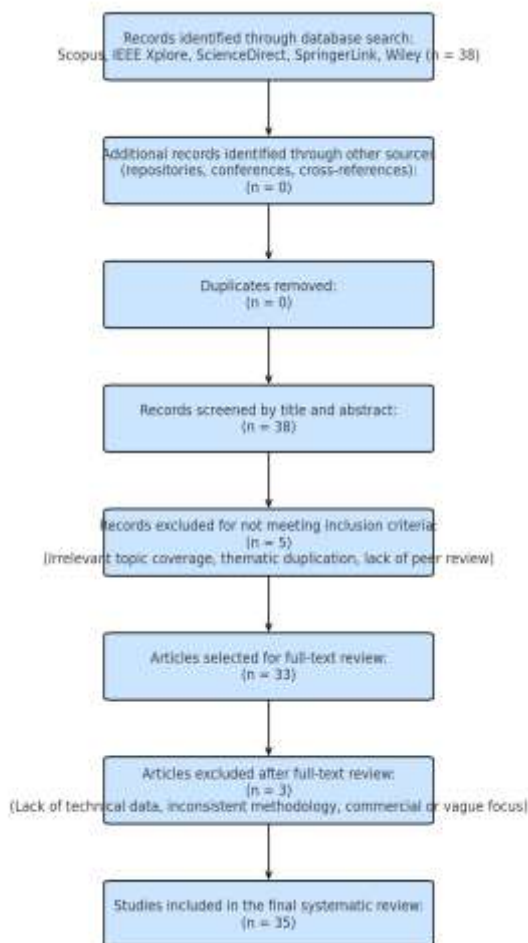 Records identified through database search:
Scopus, IEEE Xplore, ScienceDirect, SpringerLink, Wiley (n = 38)
Additional records identified through other sources
(repositories, conferences, cross-references):
(n = 0)
Duplicates removed:
(n = 0)
Records screened by title and abstract:
(n = 38)
Records excluded for not meeting inclusion criteria:
(n = 5)
(Irrelevant topic coverage, thematic duplication, lack of peer review)
Articles selected for full-text review:
(n = 33)
Articles excluded after full-text review:
(n = 3)
(Lack of technical data, inconsistent methodology, commercial or vague focus)
Studies included in the final systematic review:
(n = 35)